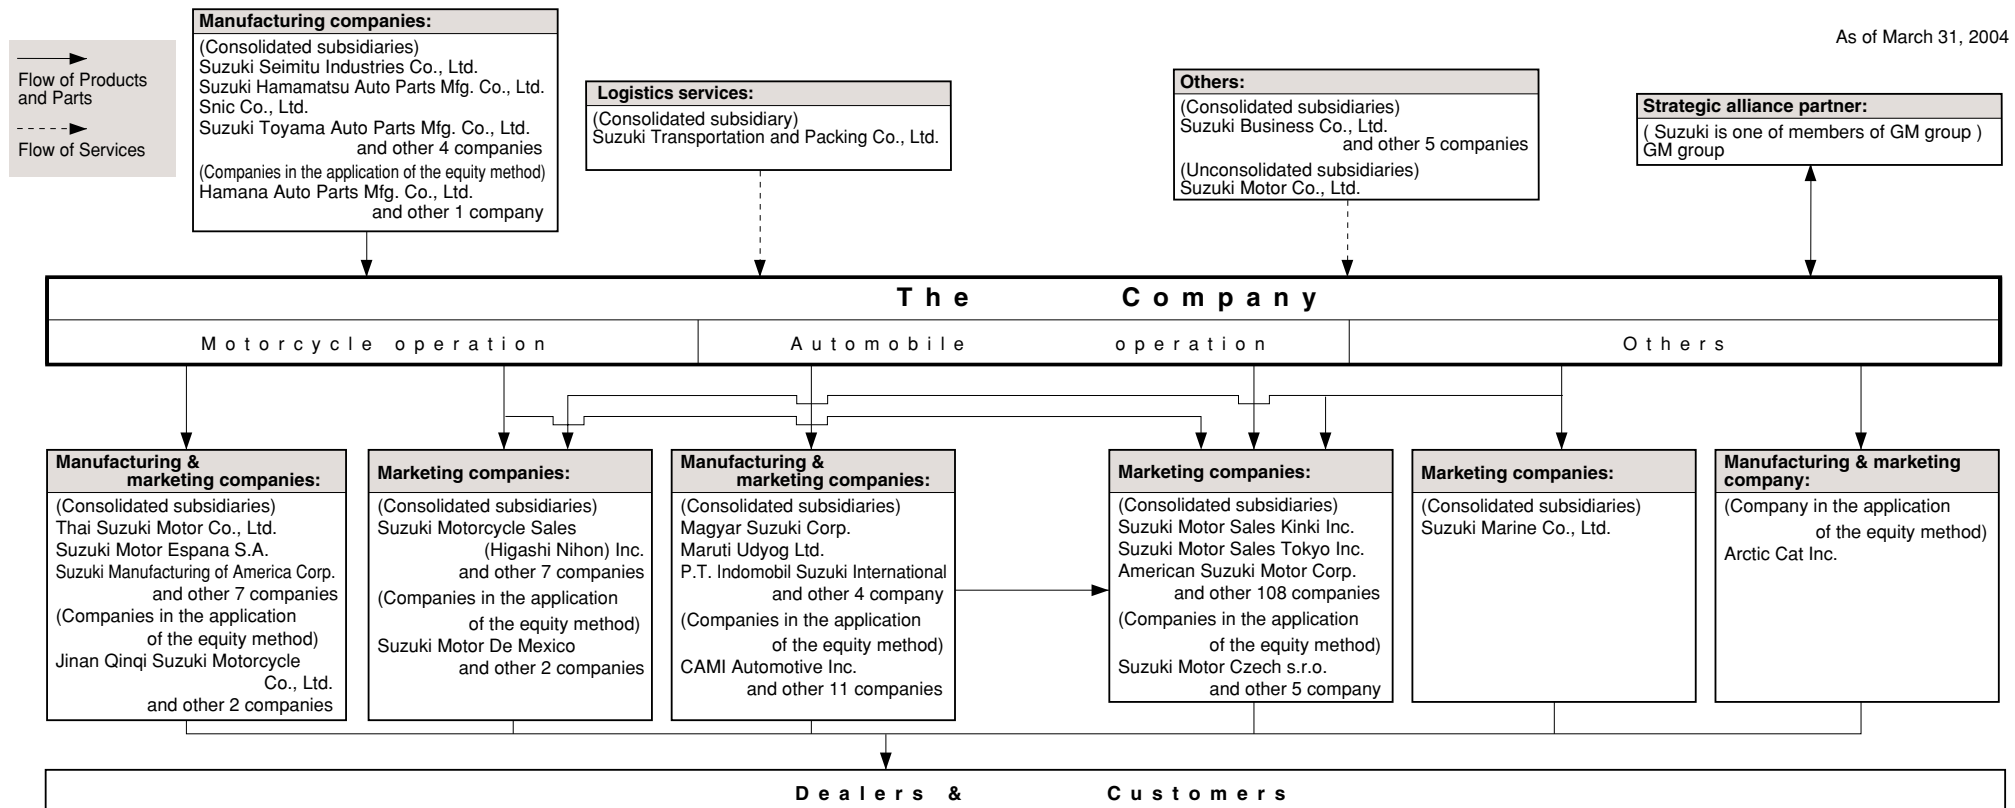 As of March 31, 2004
Flow of Products
and Parts
Flow of Services
Manufacturing companies:
(Consolidated subsidiaries)
Suzuki Seimitu Industries Co., Ltd.
Suzuki Hamamatsu Auto Parts Mfg. Co., Ltd.
Snic Co., Ltd.
Suzuki Toyama Auto Parts Mfg. Co., Ltd.
and other 4 companies
(Companies in the application of the equity method)
Hamana Auto Parts Mfg. Co., Ltd.
and other 1 company
Logistics services:
(Consolidated subsidiary)
Suzuki Transportation and Packing Co., Ltd.
Others:
(Consolidated subsidiaries)
Suzuki Business Co., Ltd.
and other 5 companies
(Unconsolidated subsidiaries)
Suzuki Motor Co., Ltd.
Strategic alliance partner:
( Suzuki is one of members of GM group )
GM group
The Company
Motorcycle operation
Automobile operation
Others
Manufacturing &
marketing companies:
(Consolidated subsidiaries)
Thai Suzuki Motor Co., Ltd.
Suzuki Motor Espana S.A.
Suzuki Manufacturing of America Corp.
and other 7 companies
(Companies in the application
of the equity method)
Jinan Qinqi Suzuki Motorcycle
Co., Ltd.
and other 2 companies
Marketing companies:
(Consolidated subsidiaries)
Suzuki Motorcycle Sales
(Higashi Nihon) Inc.
and other 7 companies
(Companies in the application
of the equity method)
Suzuki Motor De Mexico
and other 2 companies
Manufacturing &
marketing companies:
(Consolidated subsidiaries)
Magyar Suzuki Corp.
Maruti Udyog Ltd.
P.T. Indomobil Suzuki International
and other 4 company
(Companies in the application
of the equity method)
CAMI Automotive Inc.
and other 11 companies
Marketing companies:
(Consolidated subsidiaries)
Suzuki Motor Sales Kinki Inc.
Suzuki Motor Sales Tokyo Inc.
American Suzuki Motor Corp.
and other 108 companies
(Companies in the application
of the equity method)
Suzuki Motor Czech s.r.o.
and other 5 company
Marketing companies:
(Consolidated subsidiaries)
Suzuki Marine Co., Ltd.
Manufacturing & marketing
company:
(Company in the application
of the equity method)
Arctic Cat Inc.
Dealers & Customers